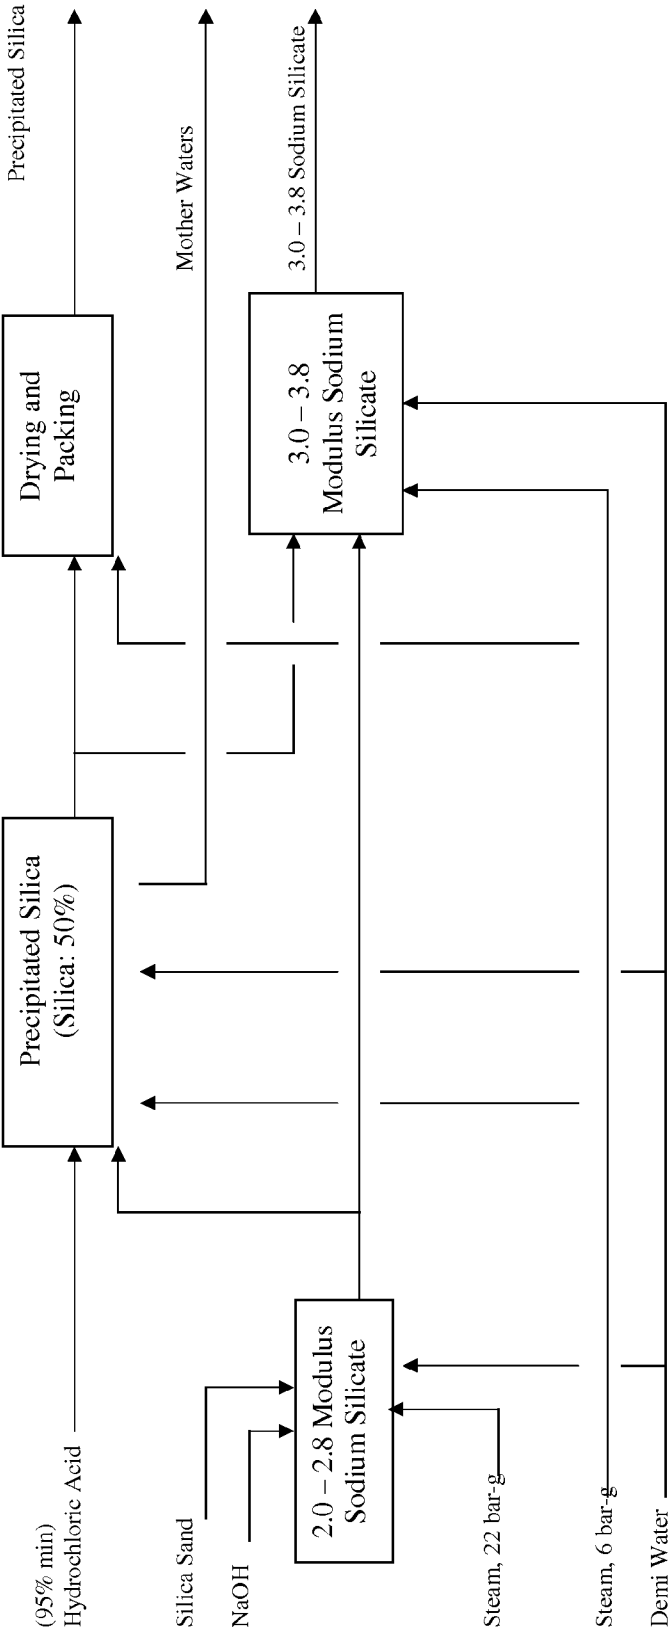 (95% min)
Hydrochloric Acid
Precipitated Silica
(Silica: 50%)
Drying and
Packing
Precipitated Silica
Silica Sand
Mother Waters
NaOH
2.0 – 2.8 Modulus
Sodium Silicate
3.0 – 3.8
Modulus Sodium
Silicate
3.0 – 3.8 Sodium Silicate
Steam, 22 bar-g
Steam, 6 bar-g
Demi Water